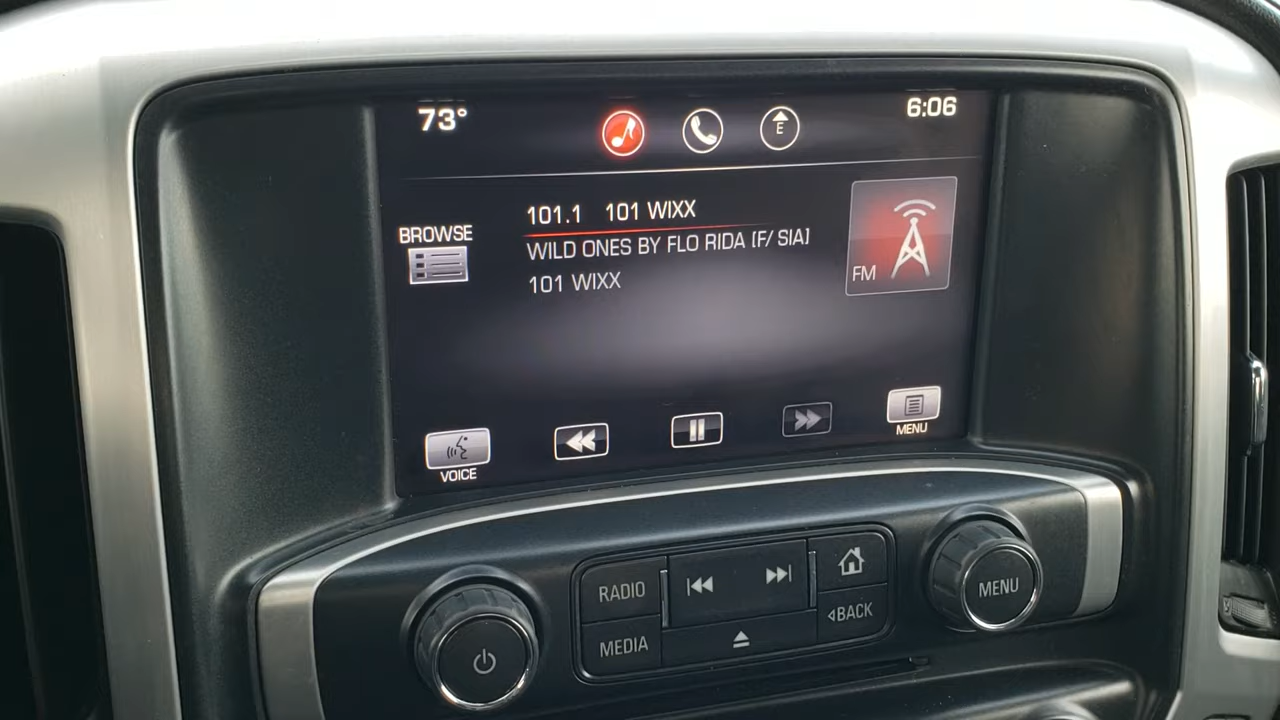 73°
E
6:06
101.1 101 WIXX
BROWSE
WILD ONES BY FLO RIDA [F/ SIA]
101 WIXX
FM
VOICE
MENU
RADIO
MEDIA
BACK
MENU